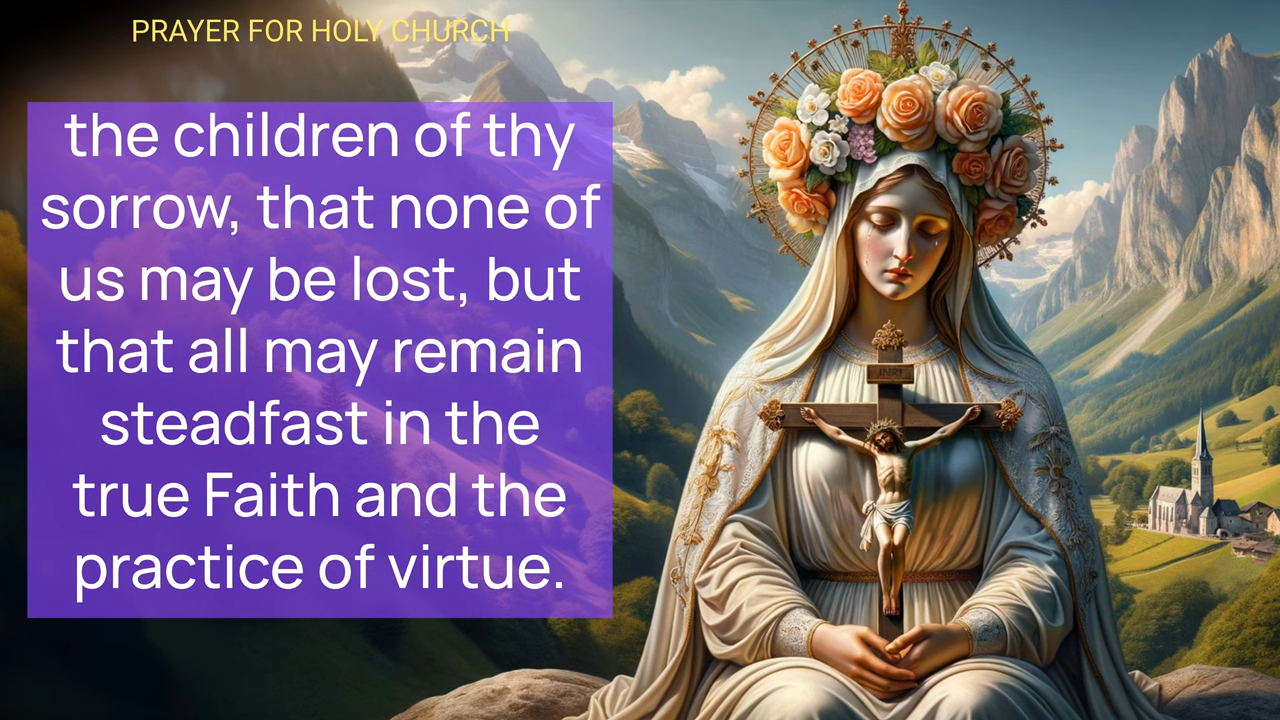 PRAYER FOR HOLY CHURCH
the children of thy
sorrow, that none of
us may be lost, but
that all may remain
steadfast in the
true Faith and the
practice of virtue.
INRI